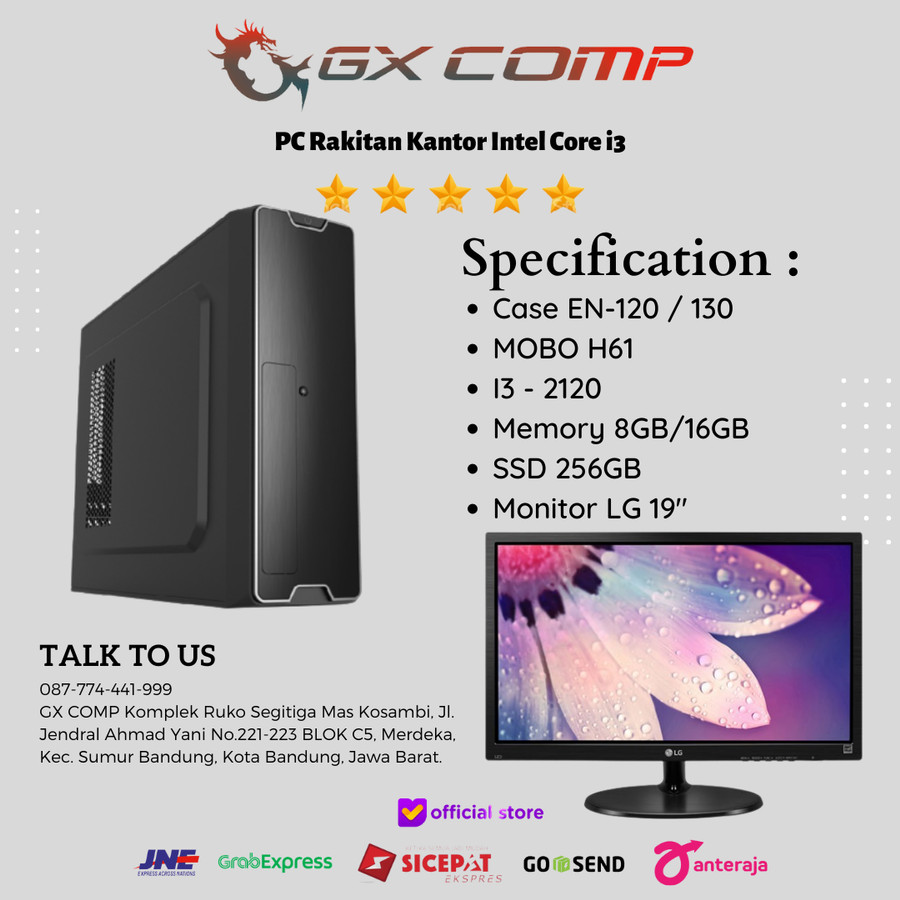 GX COMP
PC Rakitan Kantor Intel Core i3
Specification :
• Case EN-120 / 130
• MOBO H61
• I3 - 2120
• Memory 8GB/16GB
• SSD 256GB
• Monitor LG 19"
LG
TALK TO US
087-774-441-999
GX COMP Komplek Ruko Segitiga Mas Kosambi, Jl.
Jendral Ahmad Yani No.221-223 BLOK C5, Merdeka,
Kec. Sumur Bandung, Kota Bandung, Jawa Barat.
official store
JNE
EXPRESS ACROSS NATIONS
GrabExpress
SICEPAT
EKSPRES
GO SEND
anteraja